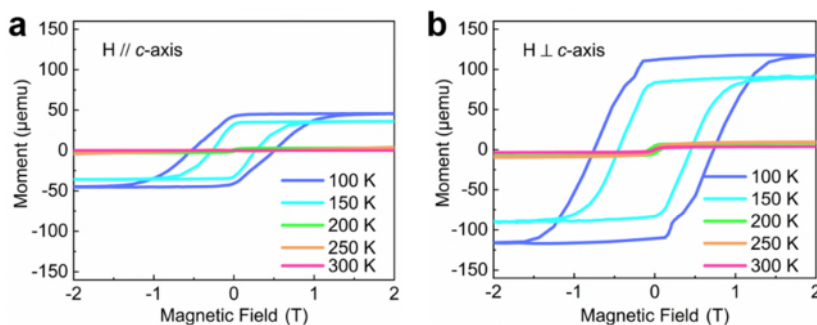 a
H // c-axis
Moment (μemu)
150
100
50
0
-50
-100
-150
100 K
150 K
200 K
250 K
300 K
-2
-1
0
1
2
Magnetic Field (T)
b
H ⊥ c-axis
Moment (μemu)
150
100
50
0
-50
-100
-150
100 K
150 K
200 K
250 K
300 K
-2
-1
0
1
2
Magnetic Field (T)